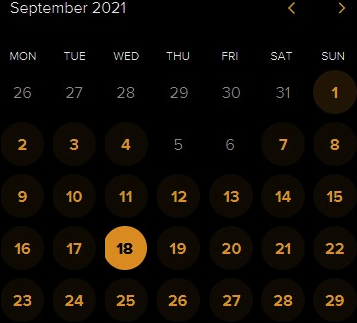 September 2021
MON TUE WED THU FRI SAT SUN
26 27 28 29 30 31 1
2 3 4 5 6 7 8
9 10 11 12 13 14 15
16 17 18 19 20 21 22
23 24 25 26 27 28 29